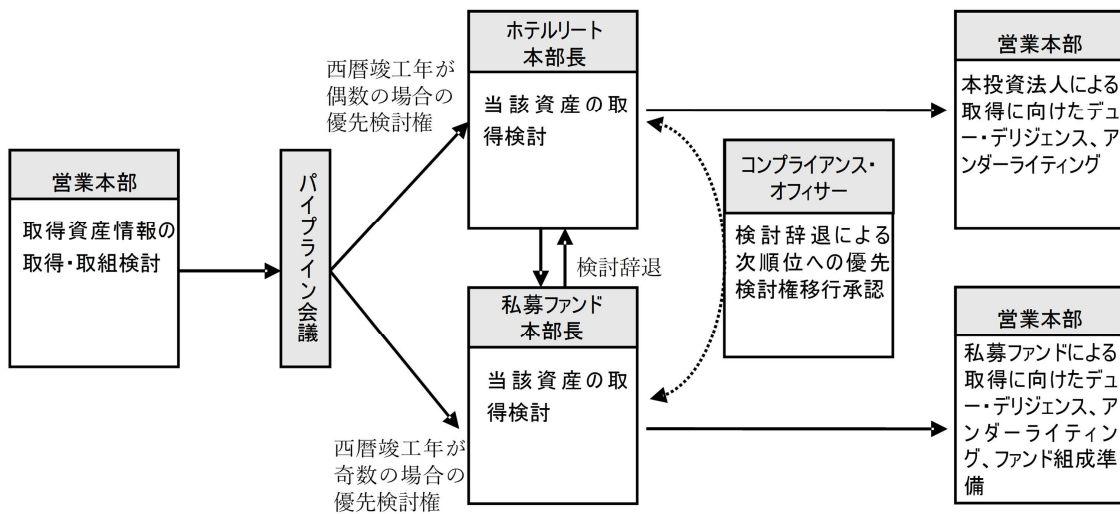 営業本部
取得資産情報の
取得・取組検討
パイプライン会議
西暦竣工年が
偶数の場合の
優先検討権
西暦竣工年が
奇数の場合の
優先検討権
ホテルリート
本部長
当該資産の取
得検討
検討辞退
私募ファンド
本部長
当該資産の取
得検討
コンプライアンス・
オフィサー
検討辞退による
次順位への優先
検討権移行承認
営業本部
本投資法人による
取得に向けたデュ
ー・デリジェンス、ア
ンダーライティング
営業本部
私募ファンドによる
取得に向けたデュ
ー・デリジェンス、ア
ンダーライティン
グ、ファンド組成準
備